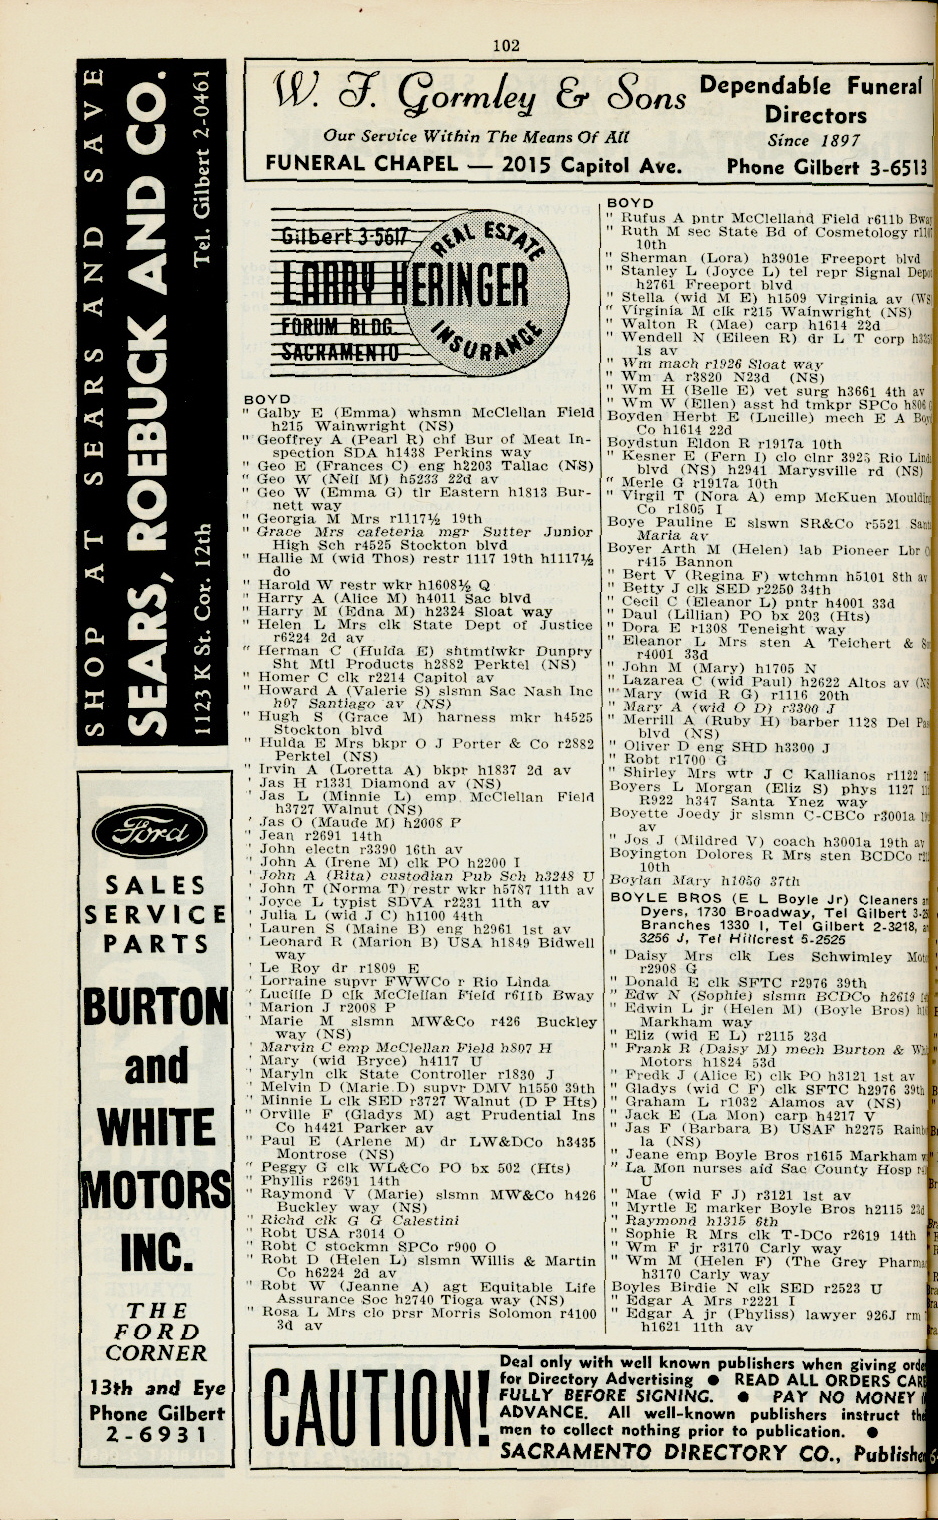 102
SHOP AT SEARS AND SAVE
SEARS, ROEBUCK AND CO.
1123 K St. Cor. 12th Tel. Gilbert 2-0461
W. F. Gormley & Sons
Our Service Within The Means Of All
FUNERAL CHAPEL — 2015 Capitol Ave.
Dependable Funeral
Directors
Since 1897
Phone Gilbert 3-6513
Gilbert 3-5617
LARRY HERINGER
FORUM BLDG.
SACRAMENTO
REAL ESTATE
INSURANCE
BOYD
" Galby E (Emma) whsmn McClellan Field
h215 Wainwright (NS)
" Geoffrey A (Pearl R) chf Bur of Meat In-
spection SDA h1438 Perkins way
" Geo E (Frances C) eng h2203 Tallac (NS)
" Geo W (Nell M) h5233 22d av
" Geo W (Emma G) tlr Eastern h1813 Bur-
nett way
" Georgia M Mrs r1117½ 19th
" Grace Mrs cafeteria mgr Sutter Junior
High Sch r4525 Stockton blvd
" Hallie M (wid Thos) restr 1117 19th h1117½
do
" Harold W restr wkr h1608½ Q
" Harry A (Alice M) h4011 Sac blvd
" Harry M (Edna M) h2324 Sloat way
" Helen L Mrs clk State Dept of Justice
r6224 2d av
" Herman C (Hulda E) shtmtlwkr Dunpry
Sht Mtl Products h2882 Perktel (NS)
" Homer C clk r2214 Capitol av
" Howard A (Valerie S) slsmn Sac Nash Inc
h07 Santiago av (NS)
" Hugh S (Grace M) harness mkr h4525
Stockton blvd
" Hulda E Mrs bkpr O J Porter & Co r2882
Perktel (NS)
" Irvin A (Loretta A) bkpr h1837 2d av
' Jas H r1331 Diamond av (NS)
' Jas L (Minnie L) emp McClellan Field
h3727 Walnut (NS)
' Jas O (Maude M) h2008 P
" Jean r2691 14th
' John electn r3390 16th av
' John A (Irene M) clk PO h2200 I
' John A (Rita) custodian Pub Sch h3248 U
' John T (Norma T) restr wkr h5787 11th av
' Joyce L typist SDVA r2231 11th av
' Julia L (wid J C) h1100 44th
' Lauren S (Maine B) eng h2961 1st av
' Leonard R (Marion B) USA h1849 Bidwell
way
' Le Roy dr r1809 E
' Lorraine supvr FWWCo r Rio Linda
' Lucille D clk McClellan Field r611b Bway
' Marion J r2008 P
' Marie M slsmn MW&Co r426 Buckley
way (NS)
' Marvin C emp McClellan Field h807 H
' Mary (wid Bryce) h4117 U
' Maryln clk State Controller r1830 J
' Melvin D (Marie D) supvr DMV h1550 39th
" Minnie L clk SED r3727 Walnut (D P Hts)
" Orville F (Gladys M) agt Prudential Ins
Co h4421 Parker av
" Paul E (Arlene M) dr LW&DCo h3435
Montrose (NS)
" Peggy G clk WL&Co PO bx 502 (Hts)
" Phyllis r2691 14th
" Raymond V (Marie) slsmn MW&Co h426
Buckley way (NS)
" Richd clk G G Calestini
" Robt USA r3014 O
" Robt C stockmn SPCo r900 O
" Robt D (Helen L) slsmn Willis & Martin
Co h6224 2d av
" Robt W (Jeanne A) agt Equitable Life
Assurance Soc h2740 Tioga way (NS)
" Rosa L Mrs clo prsr Morris Solomon r4100
3d av
BOYD
" Rufus A pntr McClelland Field r611b Bway
" Ruth M sec State Bd of Cosmetology
10th
" Sherman (Lora) h3901e Freeport blvd
" Stanley L (Joyce L) tel repr Signal
h2761 Freeport blvd
" Stella (wid M E) h1509 Virginia av
" Virginia M clk r215 Wainwright (NS)
" Walton R (Mae) carp h1614 22d
" Wendell N (Eileen R) dr L T corp
1s av
" Wm mach r1926 Sloat way
" Wm A r3820 N23d (NS)
" Wm H (Belle E) vet surg h3661 4th av
" Wm W (Ellen) asst hd tmkpr SPCo
Boyden Herbt E (Lucille) mech E A
Co h1614 22d
Boydstun Eldon R r1917a 10th
" Kesner E (Fern I) clo clnr 3925 Rio
blvd (NS) h2941 Marysville rd (NS)
" Merle G r1917a 10th
" Virgil T (Nora A) emp McKuen
Co r1805 I
Boye Pauline E slswn SR&Co r5521
Maria av
Boyer Arth M (Helen) lab Pioneer Lbr
r415 Bannon
" Bert V (Regina F) wtchmn h5101 8th av
" Betty J clk SED r2250 34th
" Cecil C (Eleanor L) pntr h4001 33d
" Daul (Lillian) PO bx 203 (Hts)
" Dora E r1308 Teneight way
" Eleanor L Mrs sten A Teichert &
r4001 33d
" John M (Mary) h1705 N
" Lazarea C (wid Paul) h2622 Altos av
" Mary (wid R G) r1116 20th
" Mary A (wid O D) r3300 J
" Merrill A (Ruby H) barber 1128 Del
blvd (NS)
" Oliver D eng SHD h3300 J
" Robt r1700 G
" Shirley Mrs wtr J C Kallianos r1122
Boyers L Morgan (Eliz S) phys 1127
R922 h347 Santa Ynez way
Boyette Joedy jr slsmn C-CBCo r3001a
av
" Jos J (Mildred V) coach h3001a 19th av
Boyington Dolores R Mrs sten BCDCo
10th
Boylan Mary h1050 37th
BOYLE BROS (E L Boyle Jr) Cleaners
Dyers, 1730 Broadway, Tel Gilbert
Branches 1330 I, Tel Gilbert 2-3218,
3256 J, Tel Hillcrest 5-2525
" Daisy Mrs clk Les Schwimley
r2908 G
" Donald E clk SFTC r2976 39th
" Edw N (Sophie) slsmn BCDCo h2619
" Edwin L jr (Helen M) (Boyle Bros)
Markham way
" Eliz (wid E L) r2115 23d
" Frank R (Daisy M) mech Burton &
Motors h1824 53d
" Fredk J (Alice E) clk PO h3121 1st av
" Gladys (wid C F) clk SFTC h2976 39th
" Graham L r1032 Alamos av (NS)
" Jack E (La Mon) carp h4217 V
" Jas F (Barbara B) USAF h2275
la (NS)
" Jeane emp Boyle Bros r1615 Markham
" La Mon nurses aid Sac County Hosp
U
" Mae (wid F J) r3121 1st av
" Myrtle E marker Boyle Bros h2115 23d
" Raymond h1315 6th
" Sophie R Mrs clk T-DCo r2619 14th
" Wm F jr r3170 Carly way
" Wm M (Helen F) (The Grey
h3170 Carly way
Boyles Birdie N clk SED r2523 U
" Edgar A Mrs r2221 I
" Edgar A jr (Phyliss) lawyer 926J rm
h1621 11th av
Ford
SALES
SERVICE
PARTS
BURTON
and
WHITE
MOTORS
INC.
THE
FORD
CORNER
13th and Eye
Phone Gilbert
2-6931
CAUTION!
Deal only with well known publishers when giving
for Directory Advertising ● READ ALL ORDERS
FULLY BEFORE SIGNING. ● PAY NO MONEY
ADVANCE. All well-known publishers instruct
men to collect nothing prior to publication. ●
SACRAMENTO DIRECTORY CO., Publisher